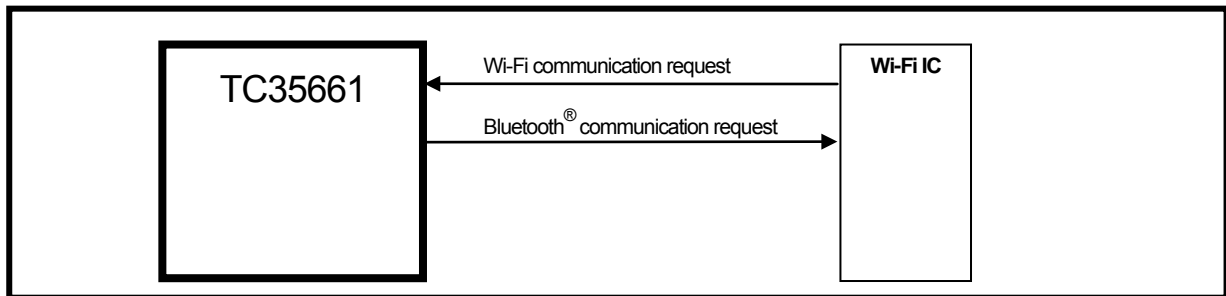 TC35661
Wi-Fi communication request
Wi-Fi IC
Bluetooth® communication request